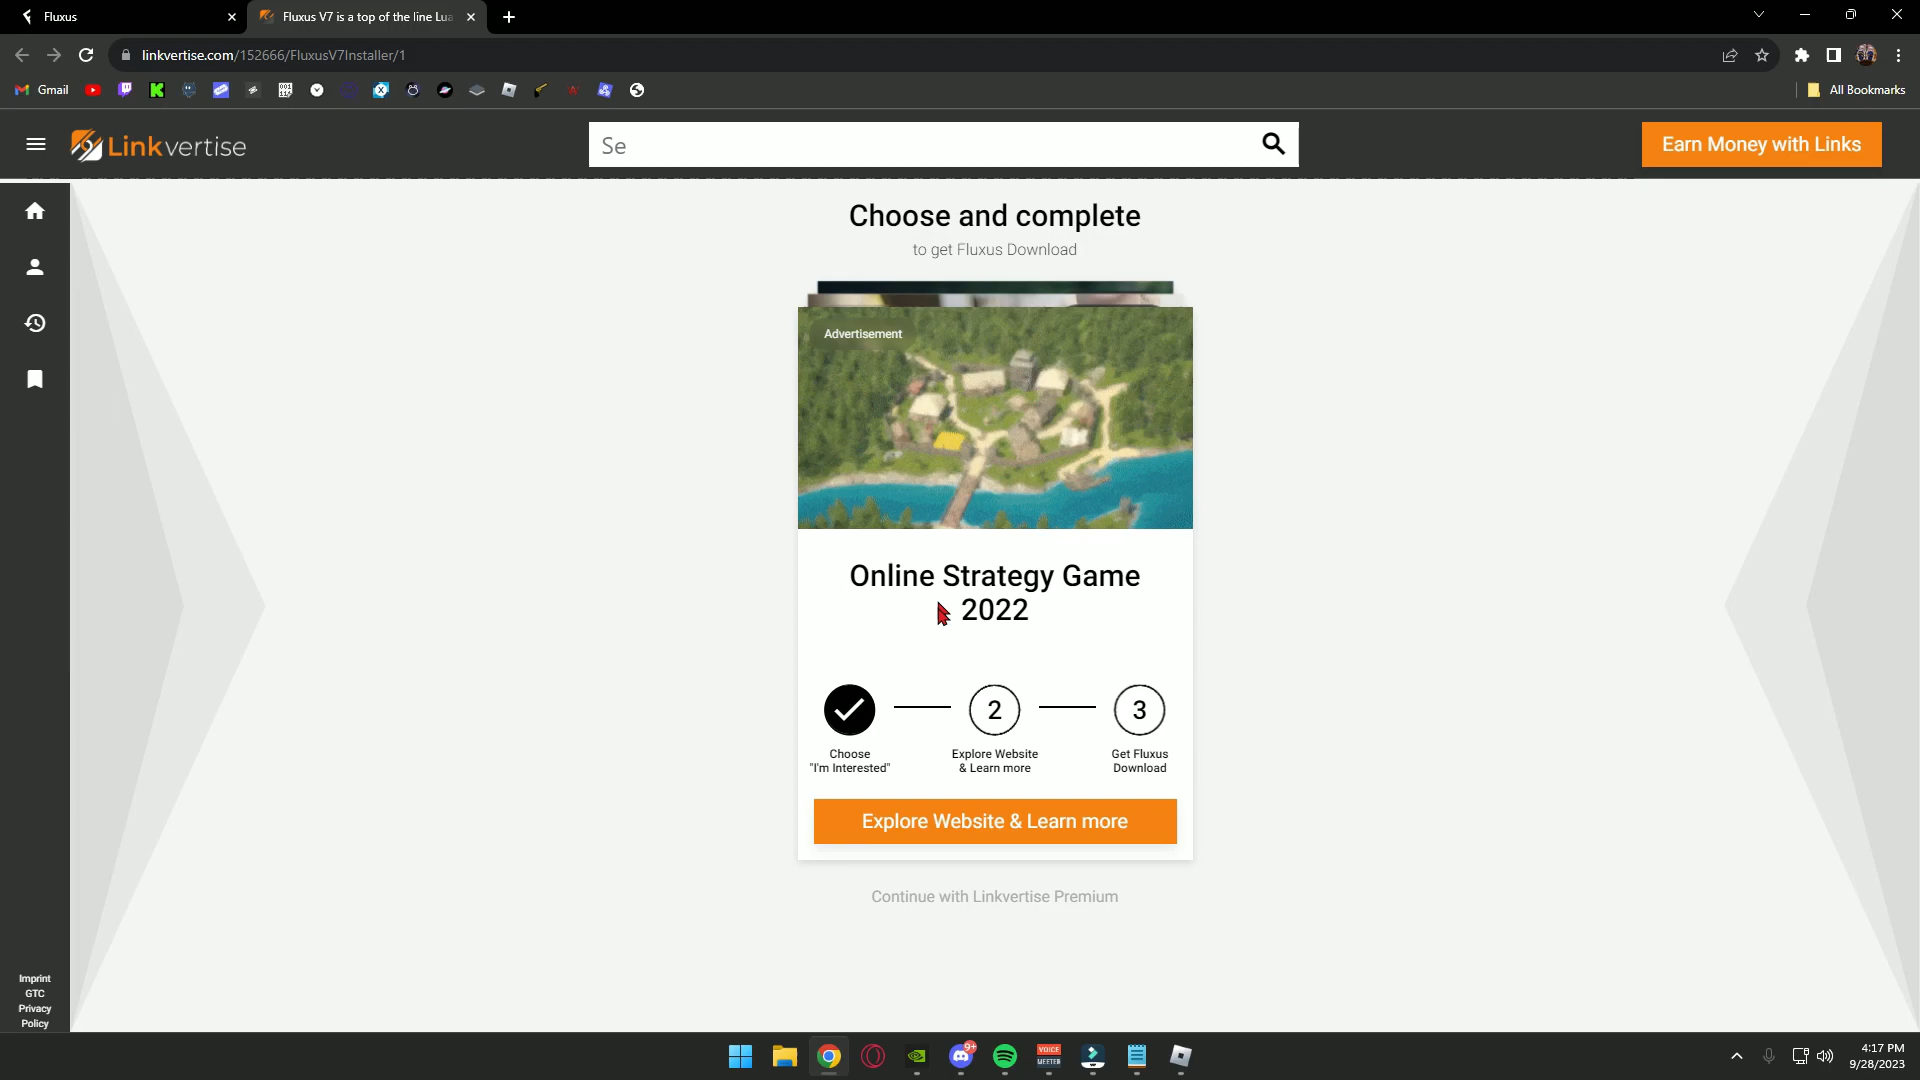 Fluxus
Fluxus V7 is a top of the line Lua
linkvertise.com/152666/FluxusV7Installer/1
Gmail
All Bookmarks
Linkvertise
Se
Earn Money with Links
Choose and complete
to get Fluxus Download
Advertisement
Online Strategy Game
2022
2
3
Choose
"I'm Interested"
Explore Website
& Learn more
Get Fluxus
Download
Explore Website & Learn more
Continue with Linkvertise Premium
Imprint
GTC
Privacy
Policy
9+
VOICE
MEETER
4:17 PM
9/28/2023